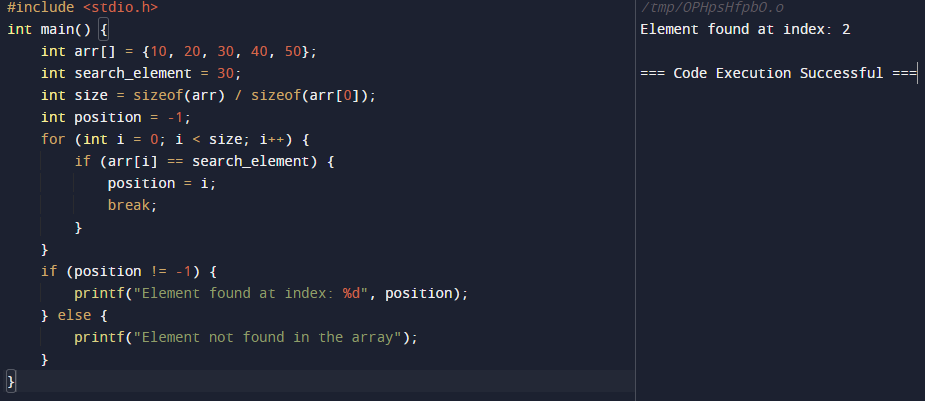 #include <stdio.h>
int main() {
    int arr[] = {10, 20, 30, 40, 50};
    int search_element = 30;
    int size = sizeof(arr) / sizeof(arr[0]);
    int position = -1;
    for (int i = 0; i < size; i++) {
        if (arr[i] == search_element) {
            position = i;
            break;
        }
    }
    if (position != -1) {
        printf("Element found at index: %d", position);
    } else {
        printf("Element not found in the array");
    }
}
/tmp/OPHpsHfpbO.o
Element found at index: 2
=== Code Execution Successful ===